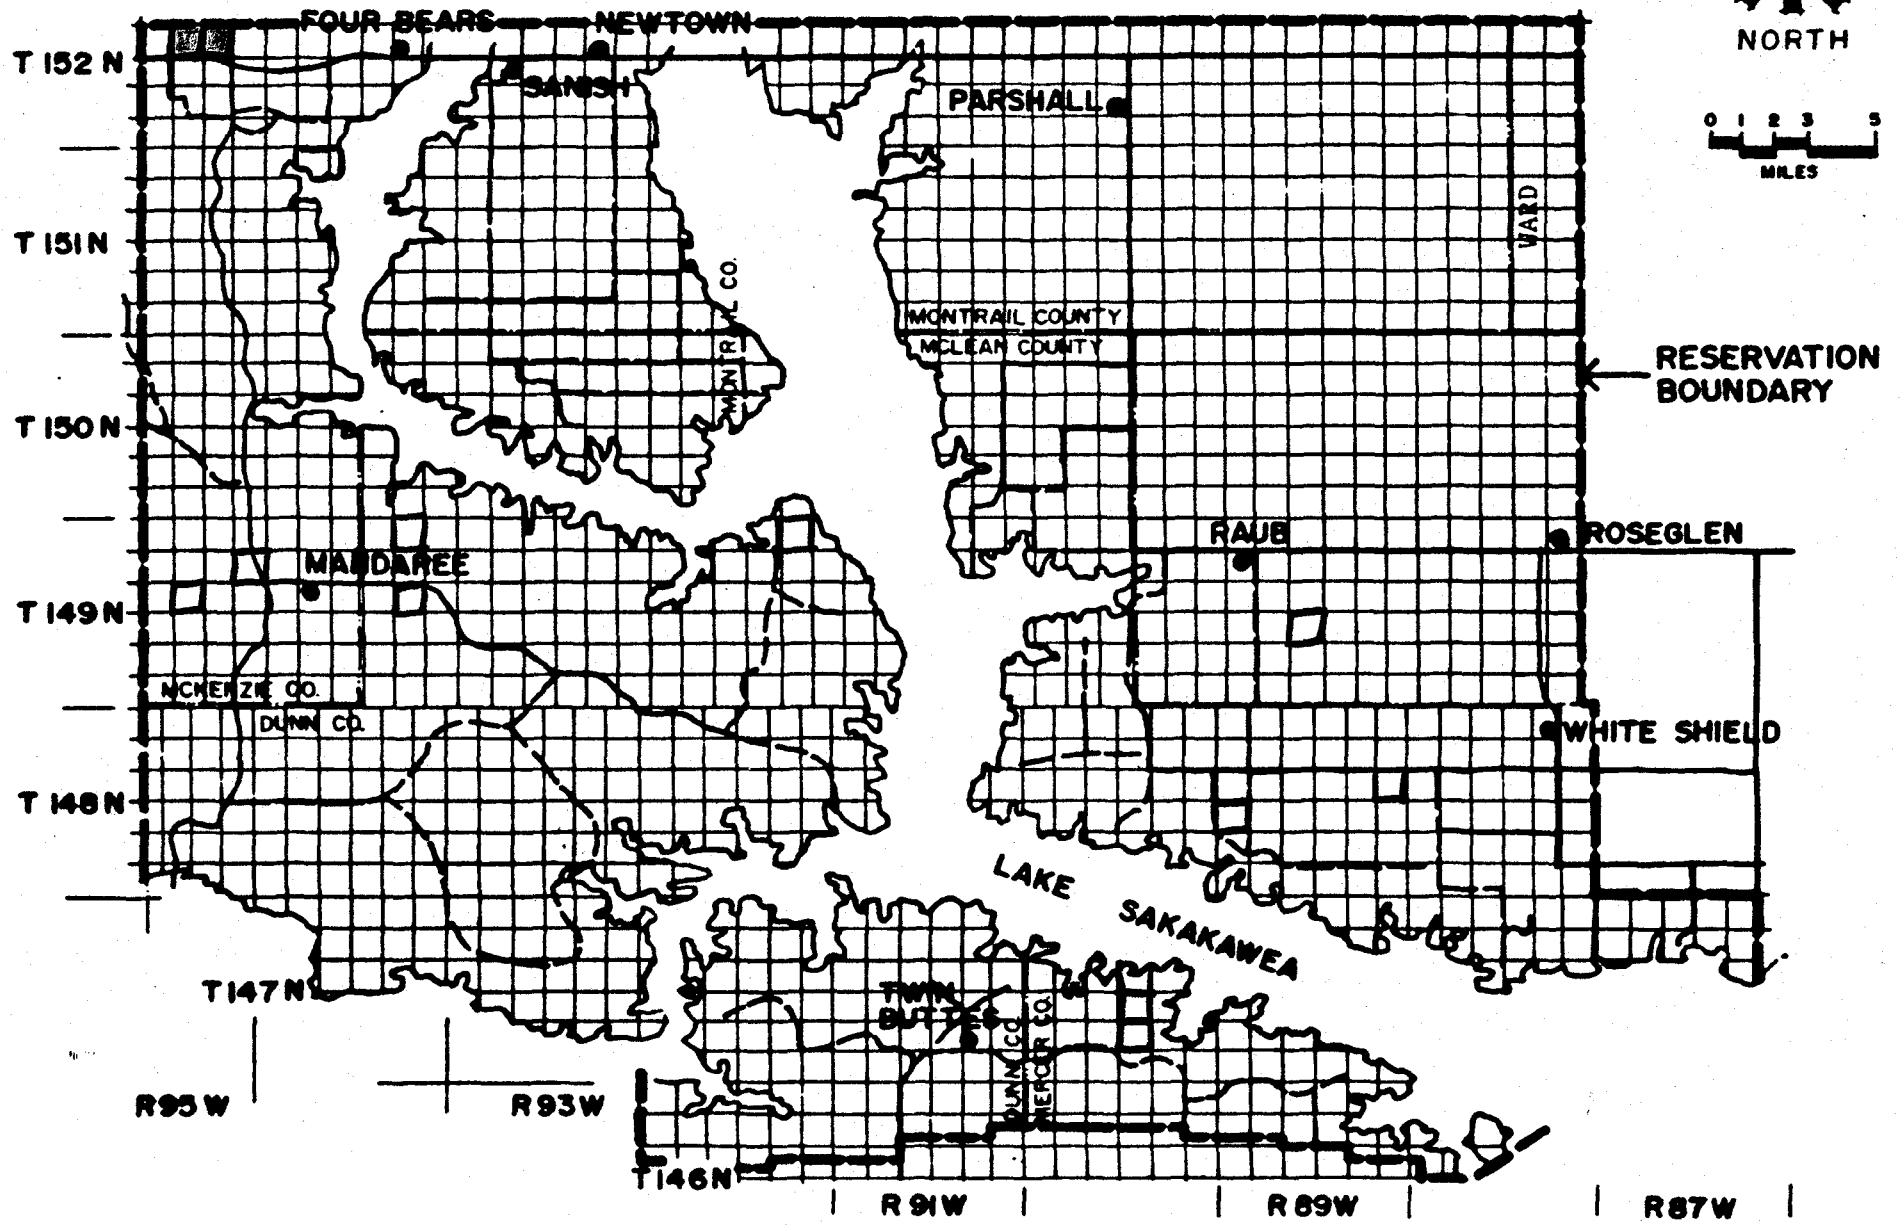 FOUR BEARS
NEWTOWN
NORTH
T 152 N
SANISH
PARSHALL
0 1 2 3 5
MILES
WARD
T 151 N
MONTRAIL CO.
MONTRAIL COUNTY
MCLEAN COUNTY
RESERVATION
BOUNDARY
T 150 N
RAUB
ROSEGLEN
MANDAREE
T 149 N
MCKENZIE CO.
DUNN CO.
WHITE SHIELD
T 148 N
LAKE
SAKAKAWEA
T 147 N
TWIN
BUTTES
DUNN CO.
MERCER CO.
R 95 W
R 93 W
T 146 N
R 91 W
R 89 W
R 87 W